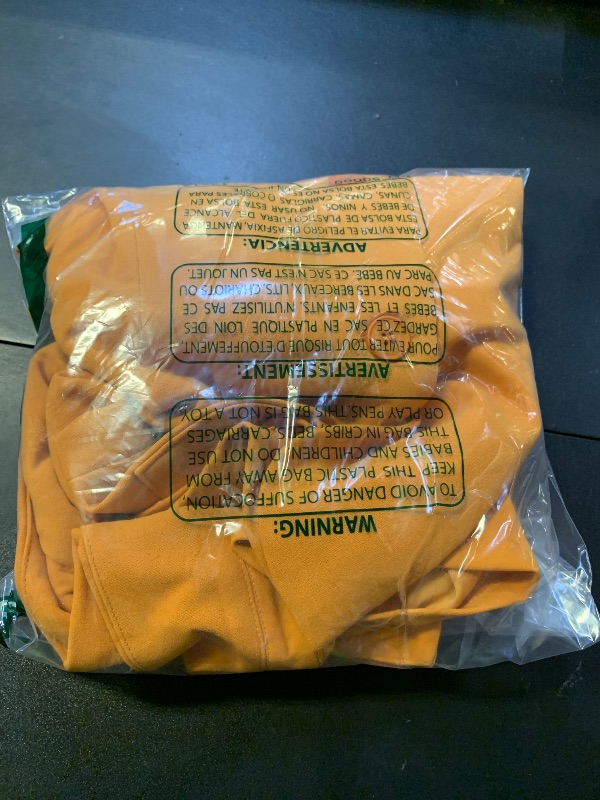 WARNING:
TO AVOID DANGER OF SUFFOCATION,
KEEP THIS PLASTIC BAG AWAY FROM
BABIES AND CHILDREN. DO NOT USE
THIS BAG IN CRIBS, BEDS, CARRIAGES
OR PLAY PENS. THIS BAG IS NOT A TOY.
AVERTISSEMENT:
POUR EVITER TOUT RISQUE D'ETOUFFEMENT,
GARDEZ CE SAC EN PLASTIQUE LOIN DES
BEBES ET LES ENFANTS. N'UTILISEZ PAS CE
SAC DANS LES BERCEAUX, LITS, CHARIOTS OU
PARC AU BEBE. CE SAC N'EST PAS UN JOUET.
ADVERTENCIA:
PARA EVITAR EL PELIGRO DE ASFIXIA, MANTENGA
ESTA BOLSA DE PLASTICO FUERA DEL ALCANCE
DE BEBES Y NINOS. NO USAR ESTA BOLSA EN
CUNAS, CAMAS, CARRIOLAS O CORRALES PARA
BEBES. ESTA BOLSA NO ES